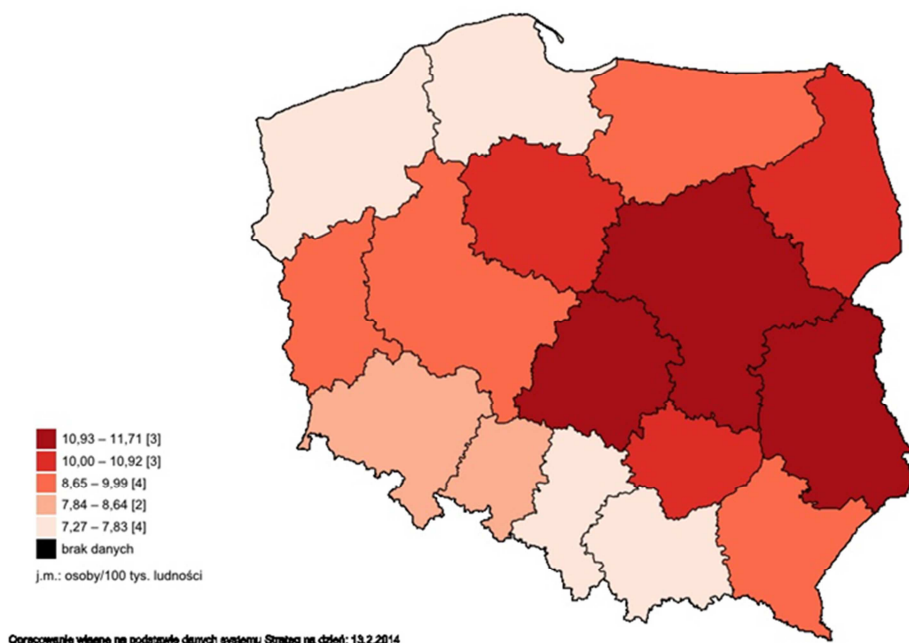 10,93 – 11,71 [3]
10,00 – 10,92 [3]
8,65 – 9,99 [4]
7,84 – 8,64 [2]
7,27 – 7,83 [4]
brak danych
j.m.: osoby/100 tys. ludności
Opracowanie własne na podstawie danych systemu Strateg na dzień: 13.2.2014